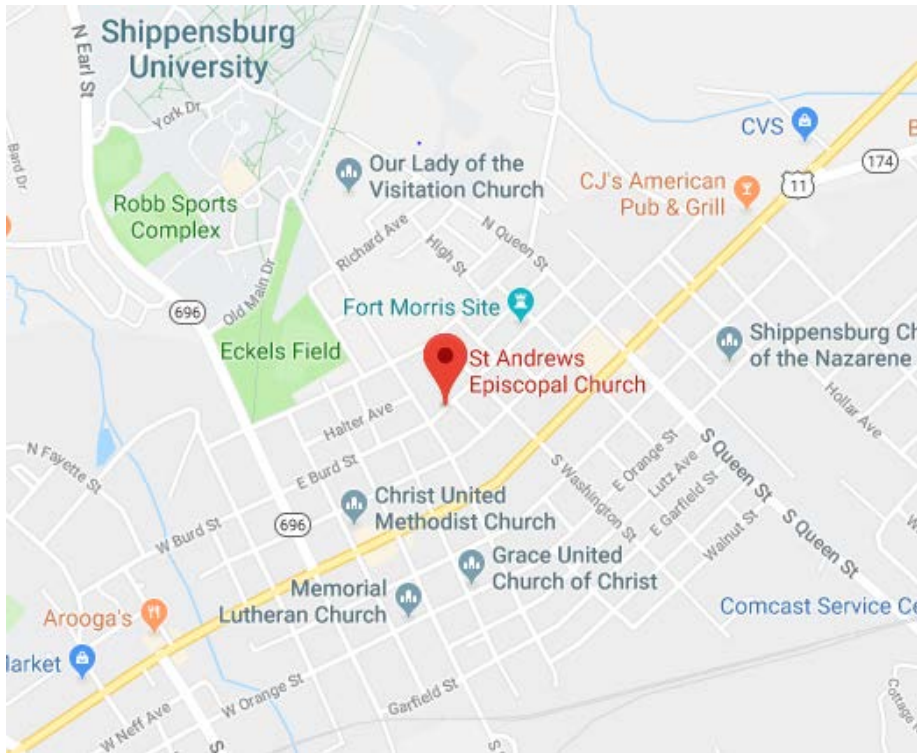 Shippensburg
University
N Earl St
York Dr
Bard Dr
CVS
174
11
Our Lady of the
Visitation Church
CJ's American
Pub & Grill
Robb Sports
Complex
Richard Ave
High St
N Queen St
Old Main Dr
696
Fort Morris Site
Eckels Field
St Andrews
Episcopal Church
Shippensburg Ch
of the Nazarene
Halter Ave
Hollar Ave
N Fayette St
E Burd St
S Washington St
E Orange St
Lutz Ave
E Garfield St
Walnut St
S Queen St
S Queen St
Christ United
Methodist Church
696
W Burd St
Grace United
Church of Christ
Memorial
Lutheran Church
Arooga's
Comcast Service Ce
larket
W Orange St
Garfield St
W Neff Ave
Cottage